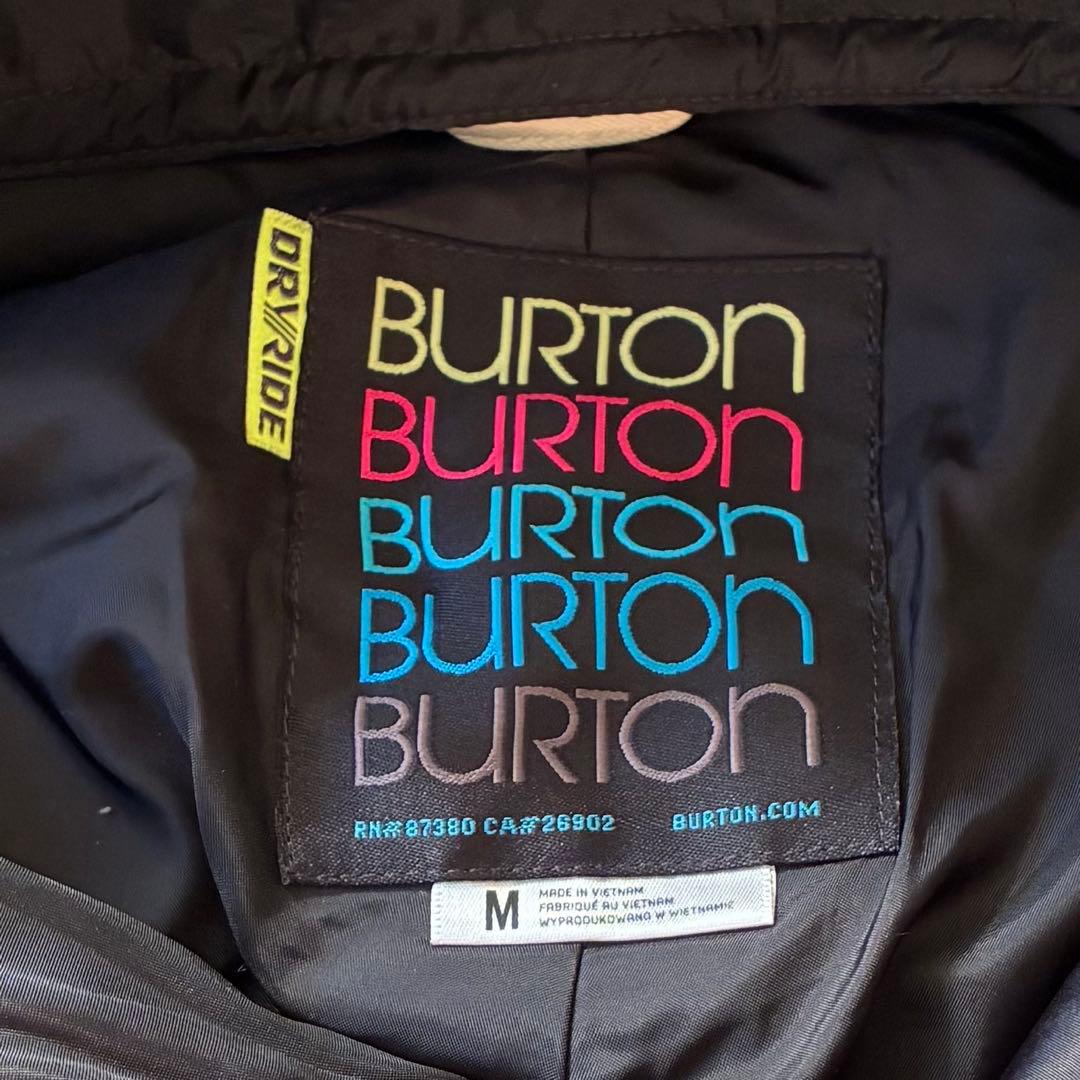 DRY//RIDE
BURTON
BURTON
BURTON
BURTON
BURTON
RN#87380 CA#26902 BURTON.COM
M
MADE IN VIETNAM
FABRIQUÉ AU VIETNAM
WYPRODUKOWANO W WIETNAMIE